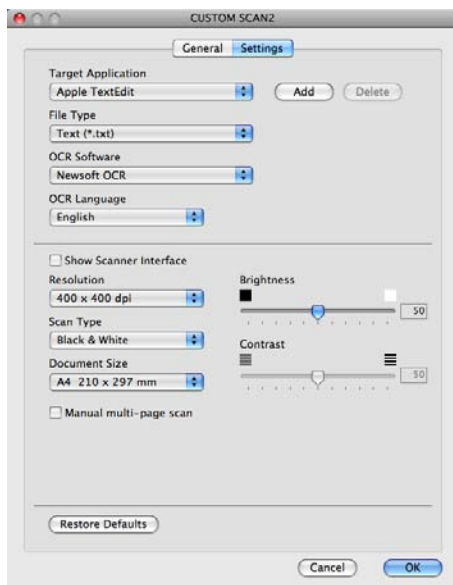 CUSTOM SCAN2
General Settings
Target Application
Apple TextEdit Add Delete
File Type
Text (*.txt)
OCR Software
Newsoft OCR
OCR Language
English
Show Scanner Interface
Resolution
400 x 400 dpi
Scan Type
Black & White
Document Size
A4 210 x 297 mm
Manual multi-page scan
Brightness
50
Contrast
50
Restore Defaults
Cancel OK